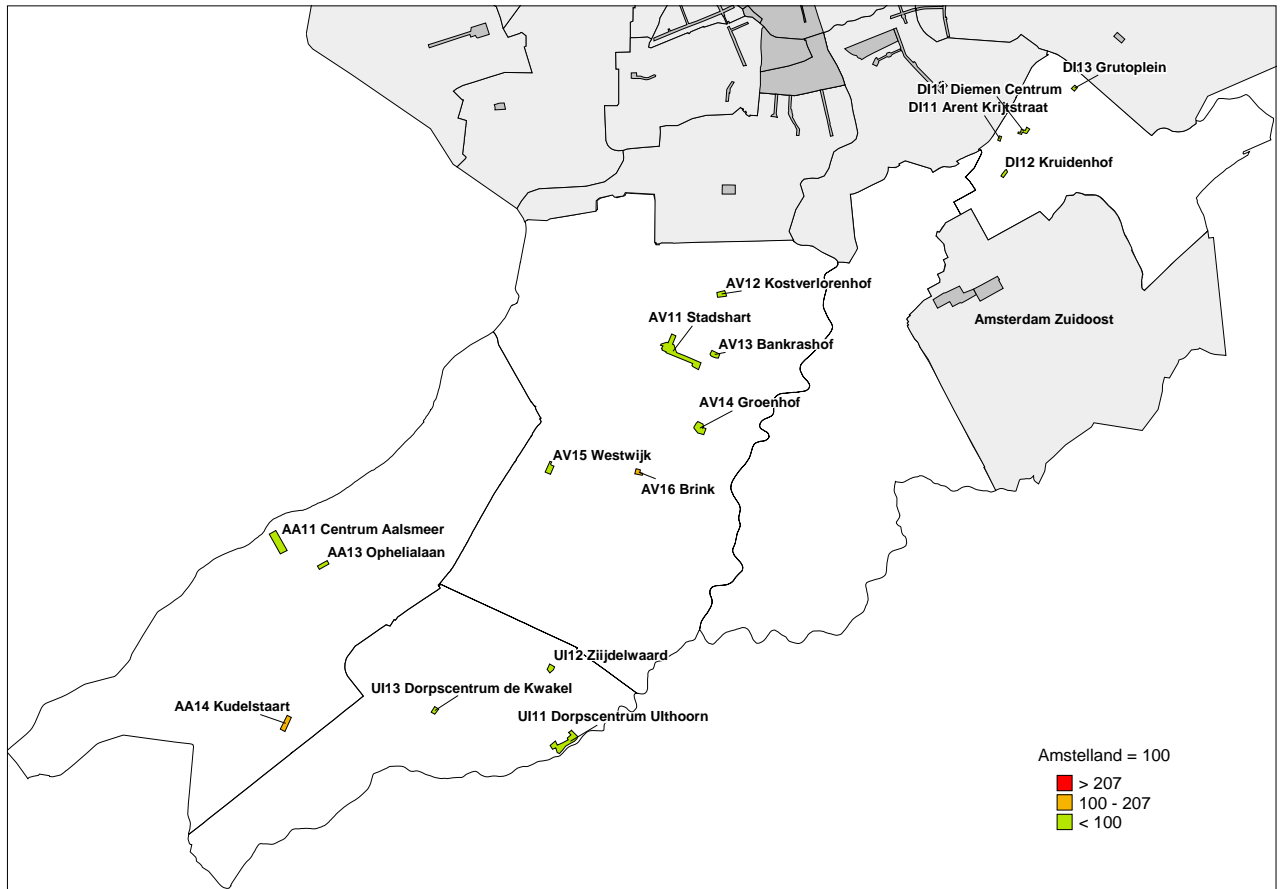 DI13 Grutoplein
DI11 Diemen Centrum
DI11 Arent Krijtstraat
DI12 Kruidenhof
AV12 Kostverlorenhof
AV11 Stadshart
Amsterdam Zuidoost
AV13 Bankrashof
AV14 Groenhof
AV15 Westwijk
AV16 Brink
AA11 Centrum Aalsmeer
AA13 Ophelialaan
UI12 Ziijdelwaard
UI13 Dorpscentrum de Kwakel
AA14 Kudelstaart
UI11 Dorpscentrum UIthoorn
Amstelland = 100
> 207
100 - 207
< 100